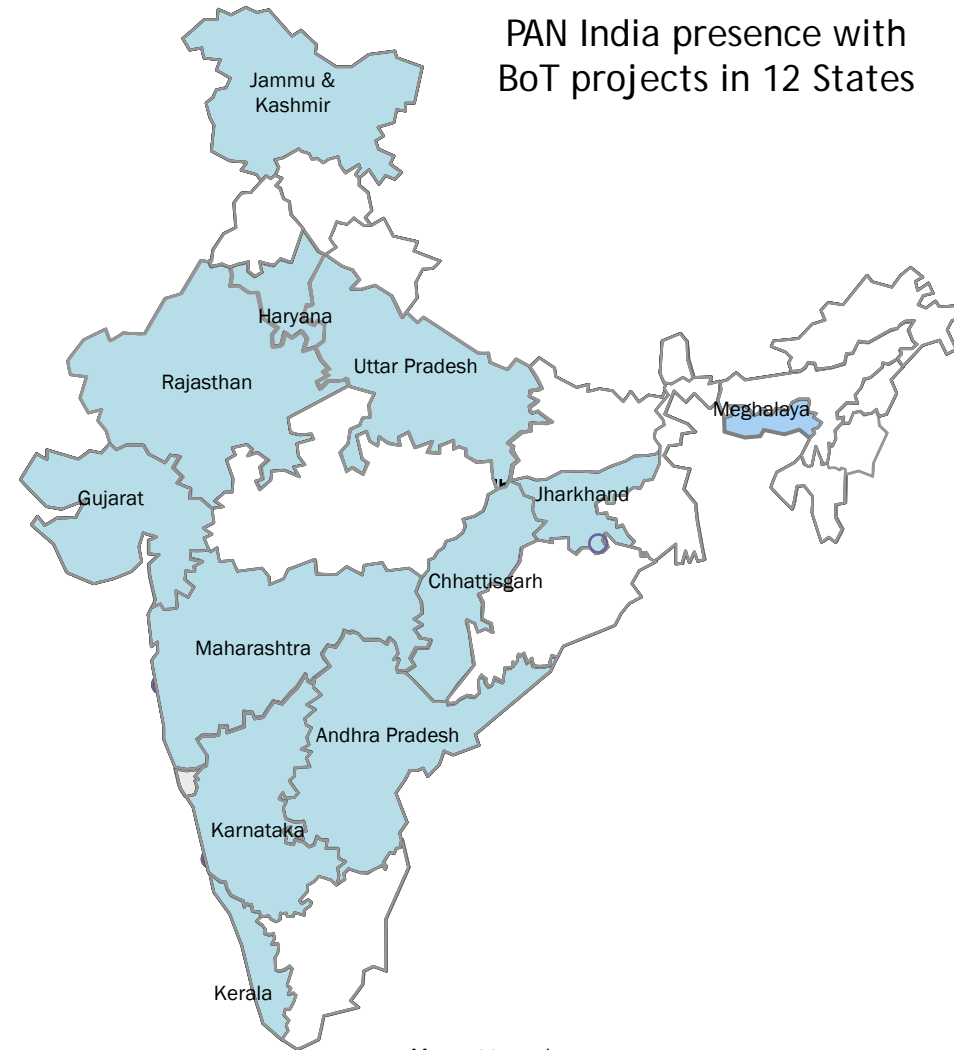 PAN India presence with
BoT projects in 12 States
Jammu &
Kashmir
Haryana
Uttar Pradesh
Rajasthan
Meghalaya
Gujarat
Jharkhand
Chhattisgarh
Maharashtra
Andhra Pradesh
Karnataka
Kerala